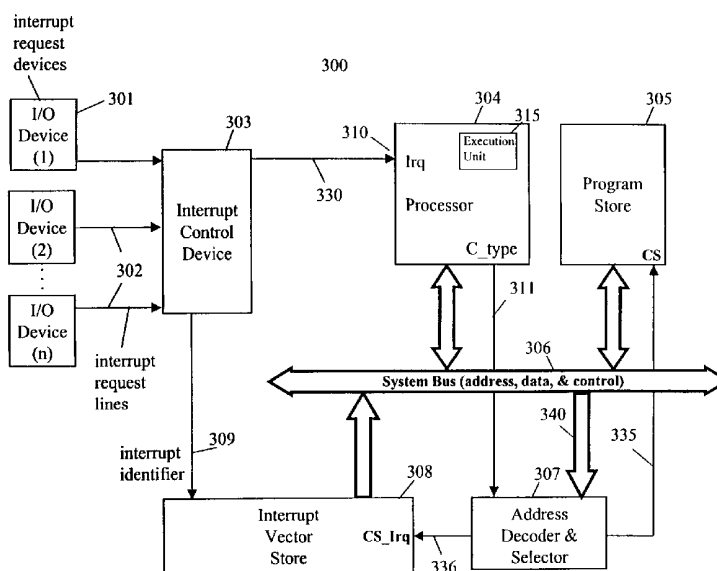 interrupt
request
devices
300
301
I/O
Device
(1)
303
310
304
315
Execution
Unit
Irq
Processor
C_type
305
Program
Store
CS
330
Interrupt
Control
Device
I/O
Device
(2)
302
I/O
Device
(n)
interrupt
request
lines
311
306
System Bus (address, data, & control)
340
335
309
interrupt
identifier
308
307
Interrupt
Vector
Store
CS_Irq
336
Address
Decoder &
Selector